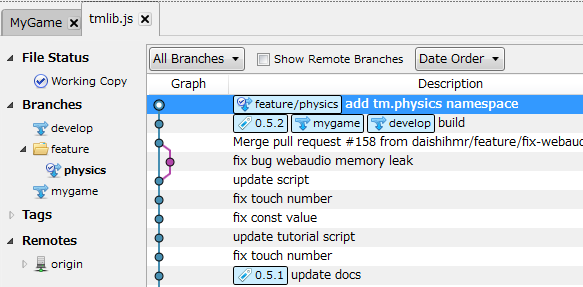 MyGame
tmlib.js
File Status
Working Copy
Branches
develop
feature
physics
mygame
Tags
Remotes
origin
All Branches
Show Remote Branches
Date Order
Graph
Description
feature/physics add tm.physics namespace
0.5.2 mygame develop build
Merge pull request #158 from daishihmr/feature/fix-webau
fix bug webaudio memory leak
update script
fix touch number
fix const value
update tutorial script
fix touch number
0.5.1 update docs